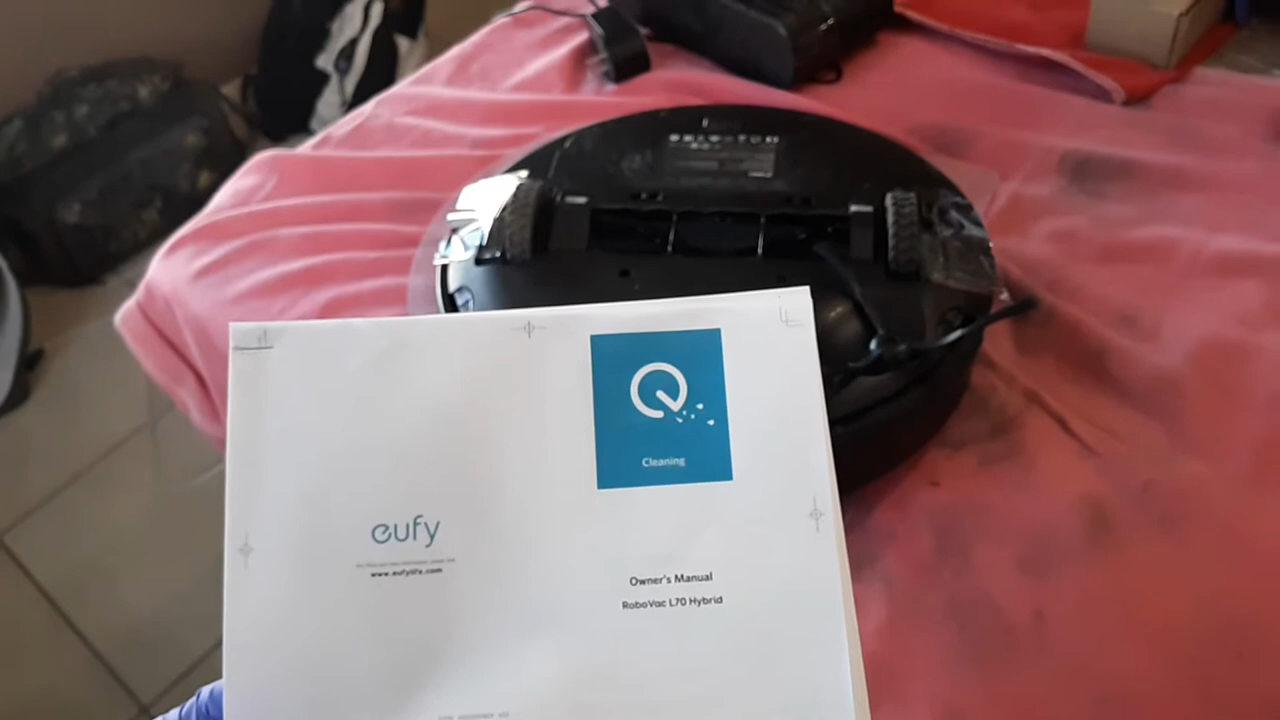 Cleaning
eufy
www.eufylife.com
Owner's Manual
RoboVac L70 Hybrid